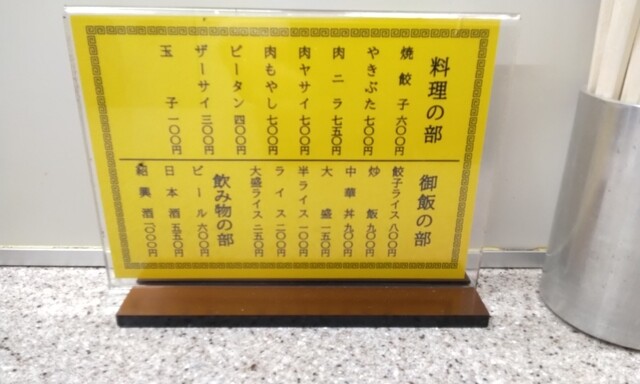 料理の部
焼餃子 六〇〇円
やきぶた 七〇〇円
肉ニラ 七五〇円
肉ヤサイ 七〇〇円
肉もやし 七〇〇円
ピータン 四〇〇円
ザーサイ 三〇〇円
玉子 一〇〇円
御飯の部
餃子ライス 八〇〇円
炒飯 九〇〇円
中華丼 九〇〇円
大盛 一五〇円
半ライス 一〇〇円
ライス 二〇〇円
大盛ライス 二五〇円
飲み物の部
ビール 六〇〇円
日本酒 五五〇円
紹興酒 一〇〇〇円